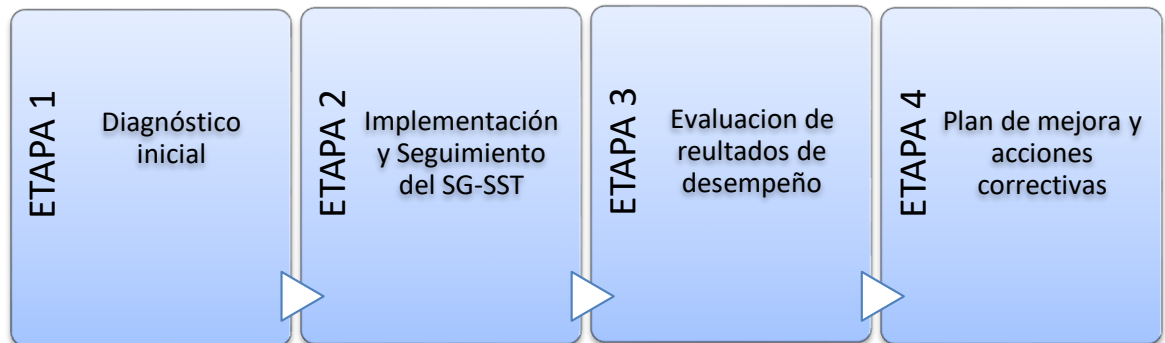 ETAPA 1
Diagnóstico
inicial
ETAPA 2
Implementación
y Seguimiento
del SG-SST
ETAPA 3
Evaluacion de
reultados de
desempeño
ETAPA 4
Plan de mejora y
acciones
correctivas